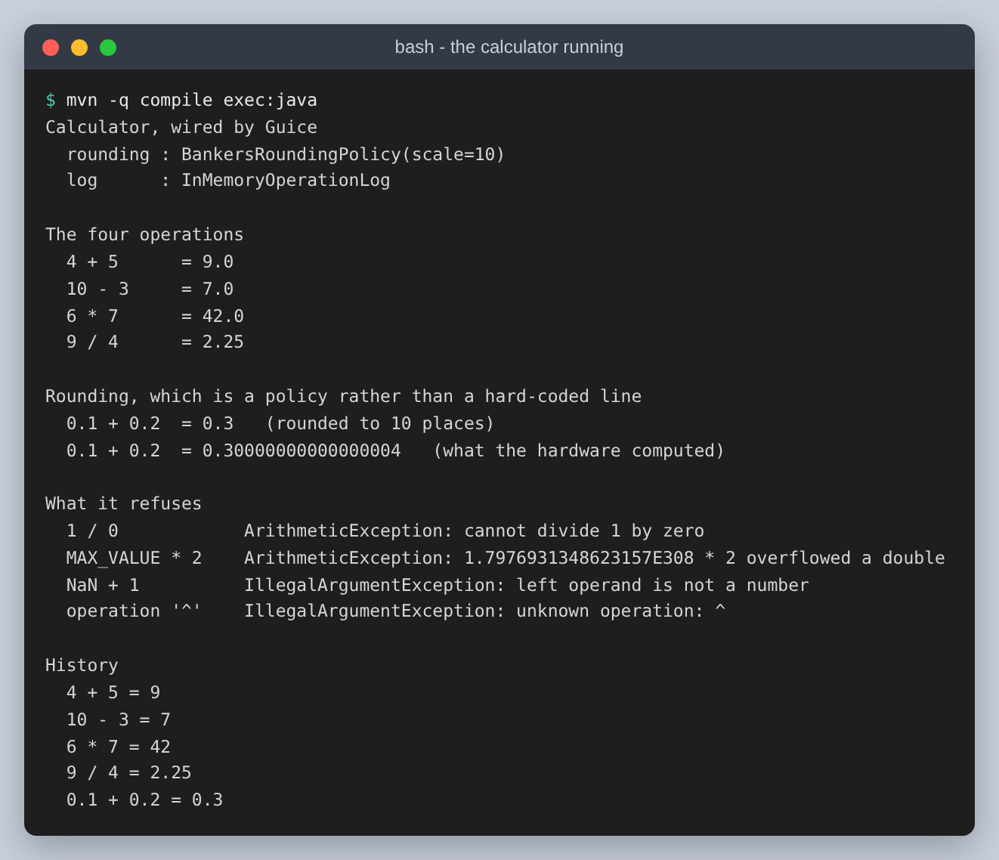 bash - the calculator running
$ mvn -q compile exec:java
Calculator, wired by Guice
  rounding : BankersRoundingPolicy(scale=10)
  log      : InMemoryOperationLog

The four operations
  4 + 5      = 9.0
  10 - 3     = 7.0
  6 * 7      = 42.0
  9 / 4      = 2.25

Rounding, which is a policy rather than a hard-coded line
  0.1 + 0.2  = 0.3   (rounded to 10 places)
  0.1 + 0.2  = 0.30000000000000004   (what the hardware computed)

What it refuses
  1 / 0            ArithmeticException: cannot divide 1 by zero
  MAX_VALUE * 2    ArithmeticException: 1.7976931348623157E308 * 2 overflowed a double
  NaN + 1          IllegalArgumentException: left operand is not a number
  operation '^'    IllegalArgumentException: unknown operation: ^

History
  4 + 5 = 9
  10 - 3 = 7
  6 * 7 = 42
  9 / 4 = 2.25
  0.1 + 0.2 = 0.3